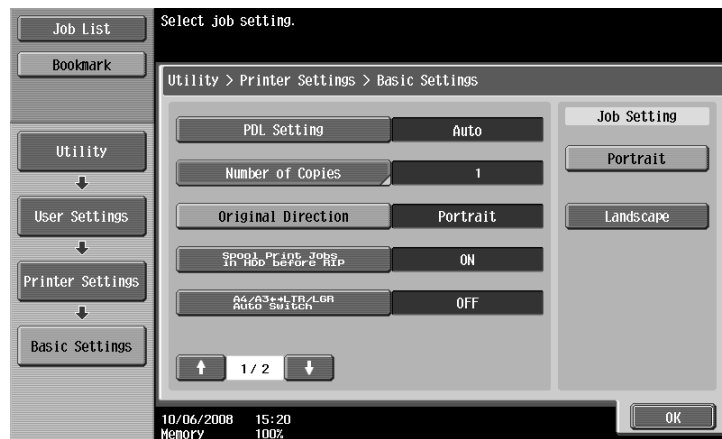 Job List
Bookmark
Utility
User Settings
Printer Settings
Basic Settings
Select job setting.
Utility > Printer Settings > Basic Settings
PDL Setting
Auto
Number of Copies
1
Original Direction
Portrait
Spool Print Jobs
in HDD before RIP
ON
A4/A3↔LTR/LGR
Auto Switch
OFF
1/ 2
Job Setting
Portrait
Landscape
10/06/2008 15:20
Memory 100%
OK